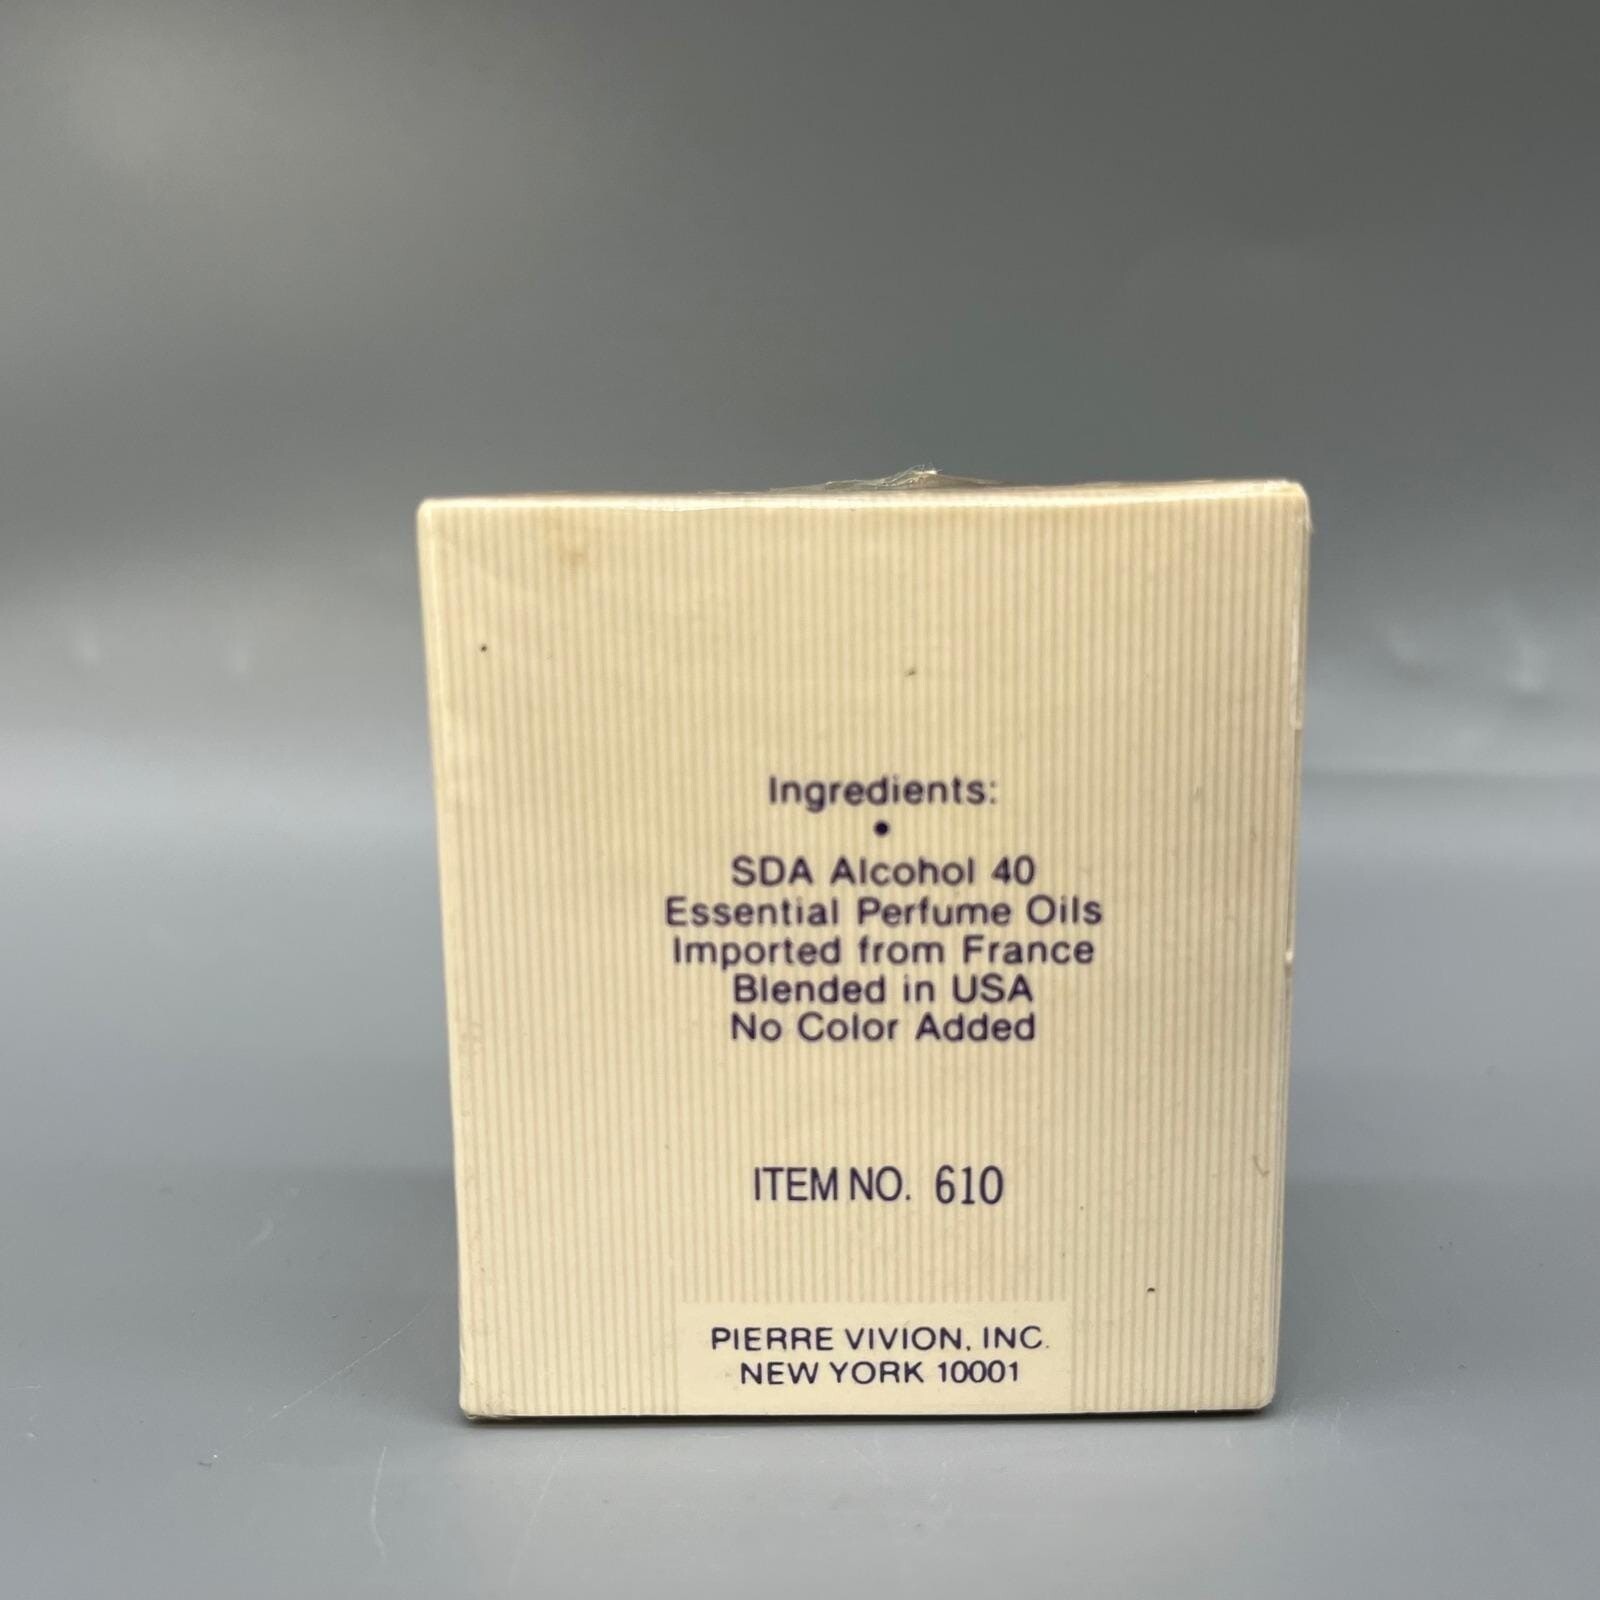 Ingredients:
•
SDA Alcohol 40
Essential Perfume Oils
Imported from France
Blended in USA
No Color Added
ITEM NO. 610
PIERRE VIVION, INC.
NEW YORK 10001